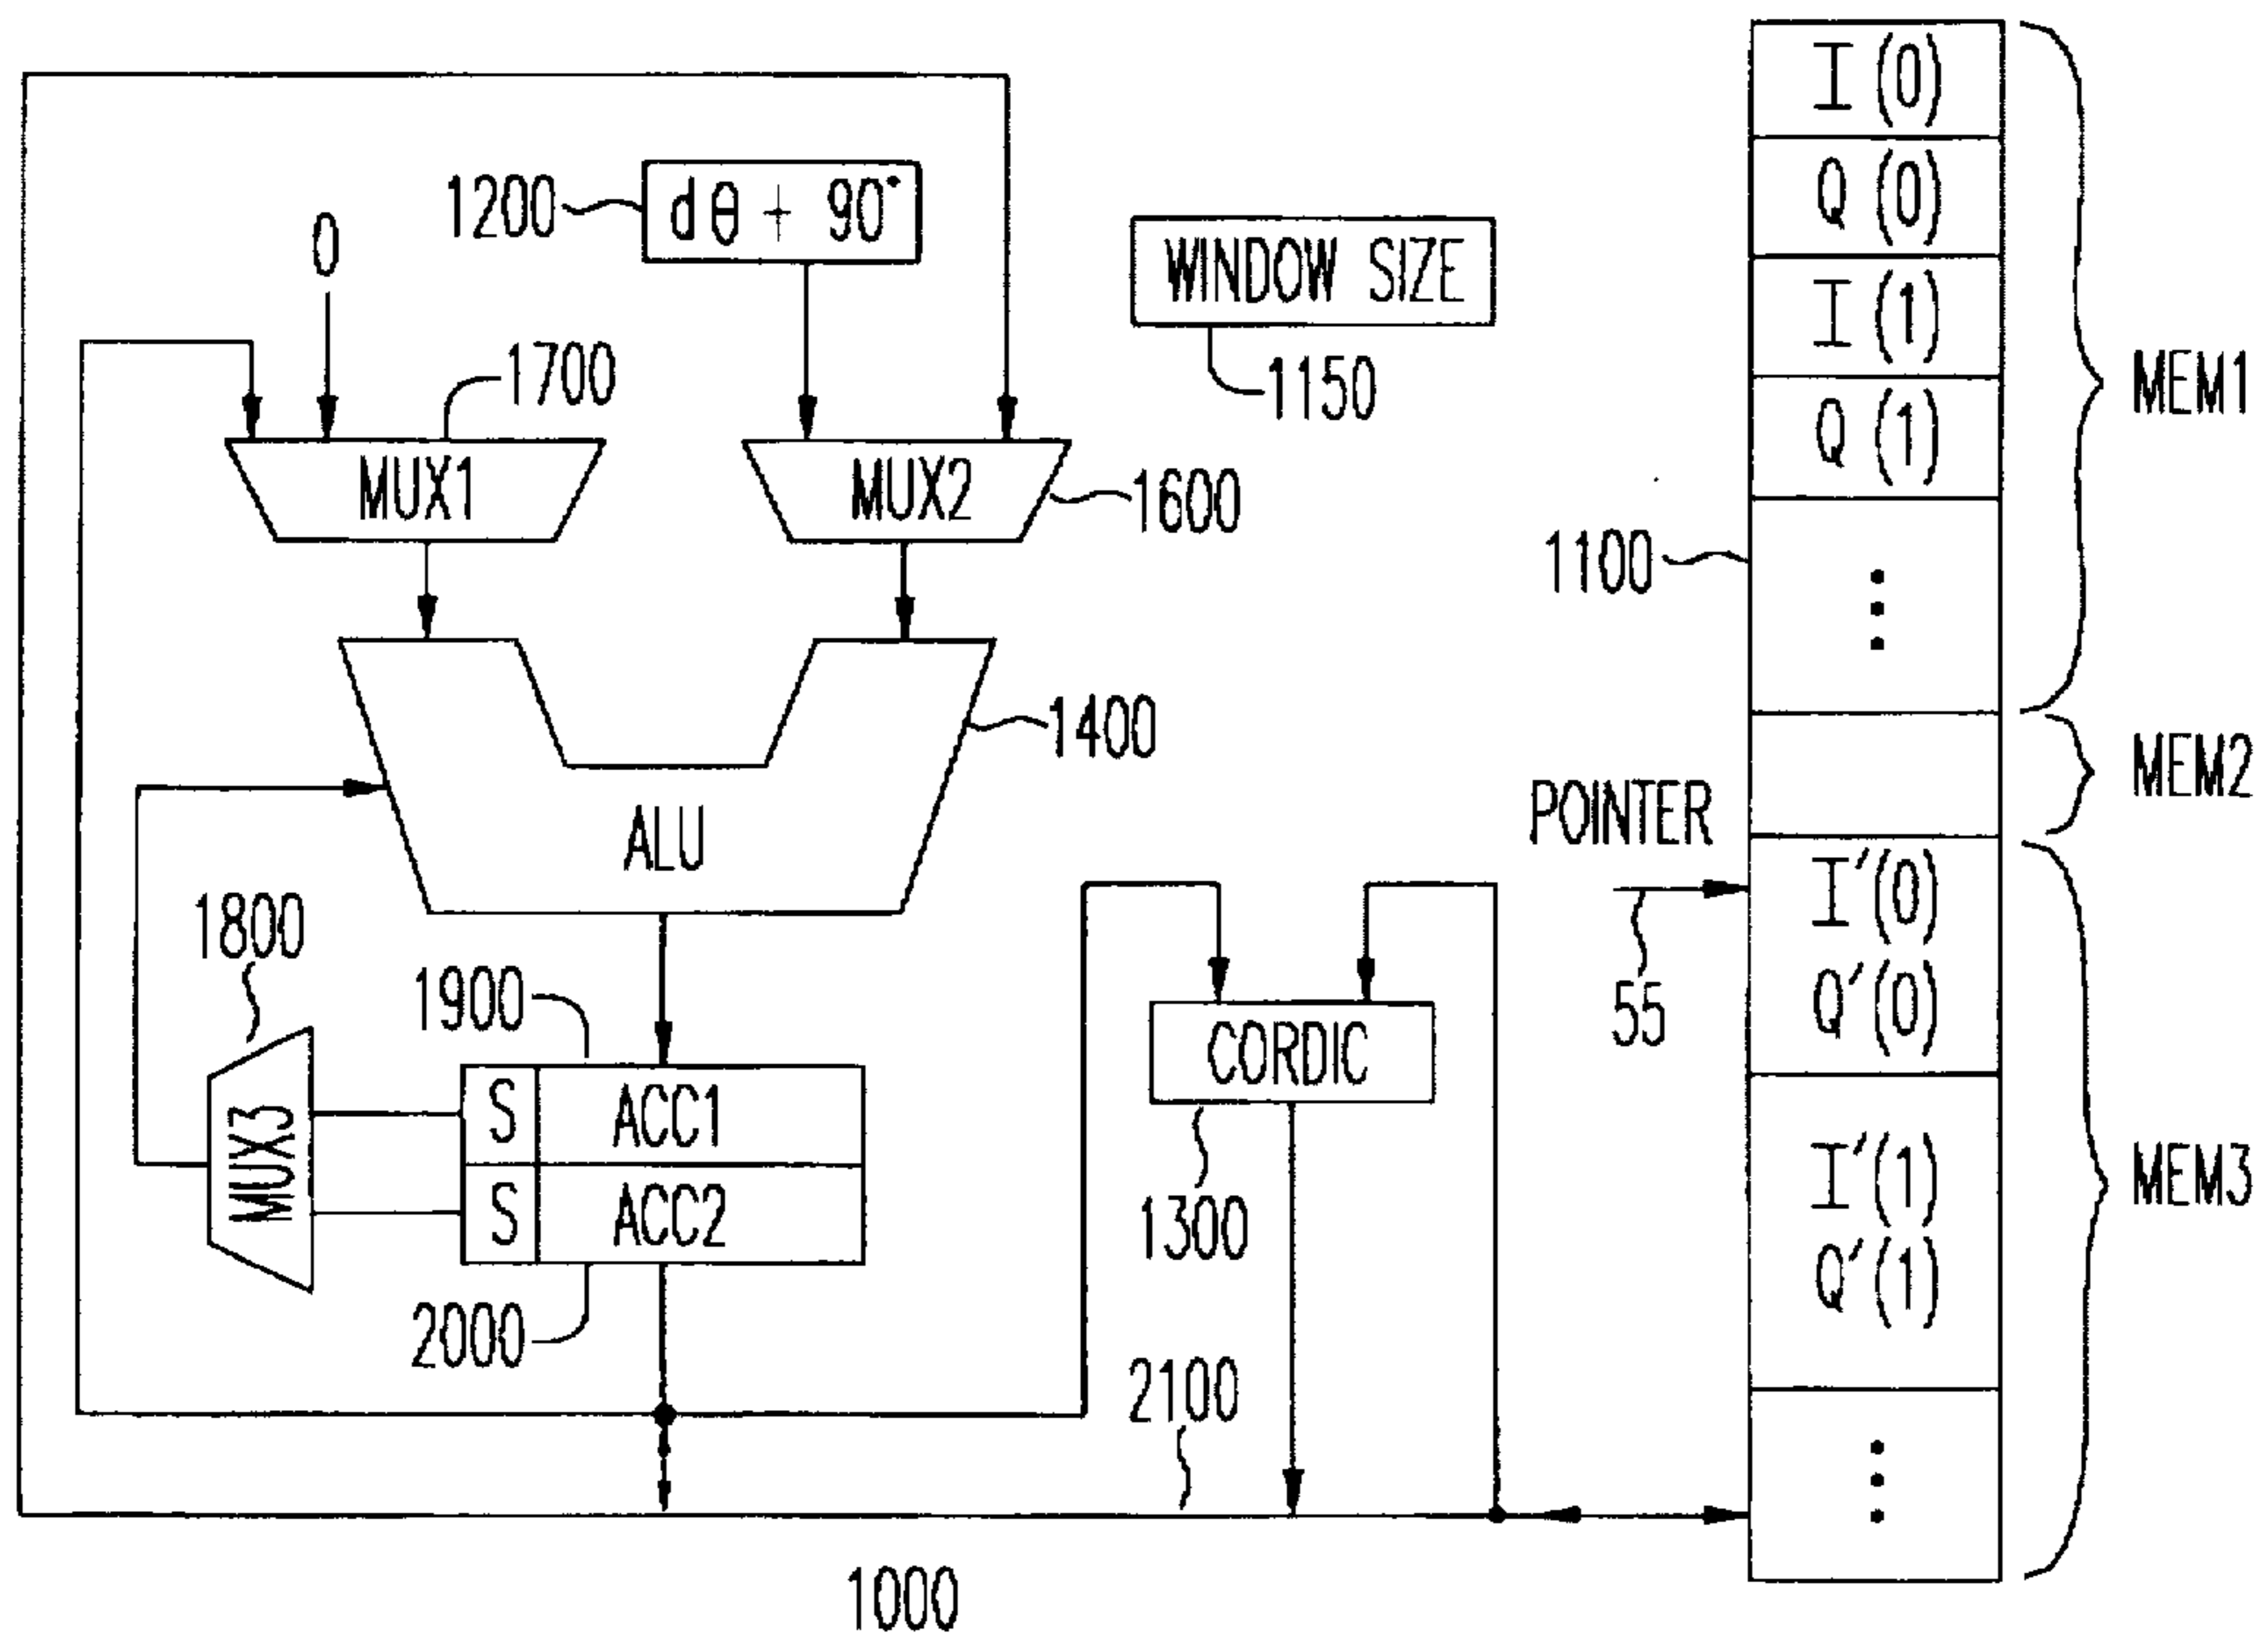 I (0)
Q (0)
I (1)
Q (1)
MEM1
1200
dθ + 90°
0
WINDOW SIZE
1700
1150
MUX1
MUX2
1600
1100
1400
MEM2
POINTER
ALU
I′(0)
Q′(0)
55
1800
1900
CORDIC
S
ACC1
MUX3
S
ACC2
1300
I′(1)
Q′(1)
MEM3
2000
2100
1000